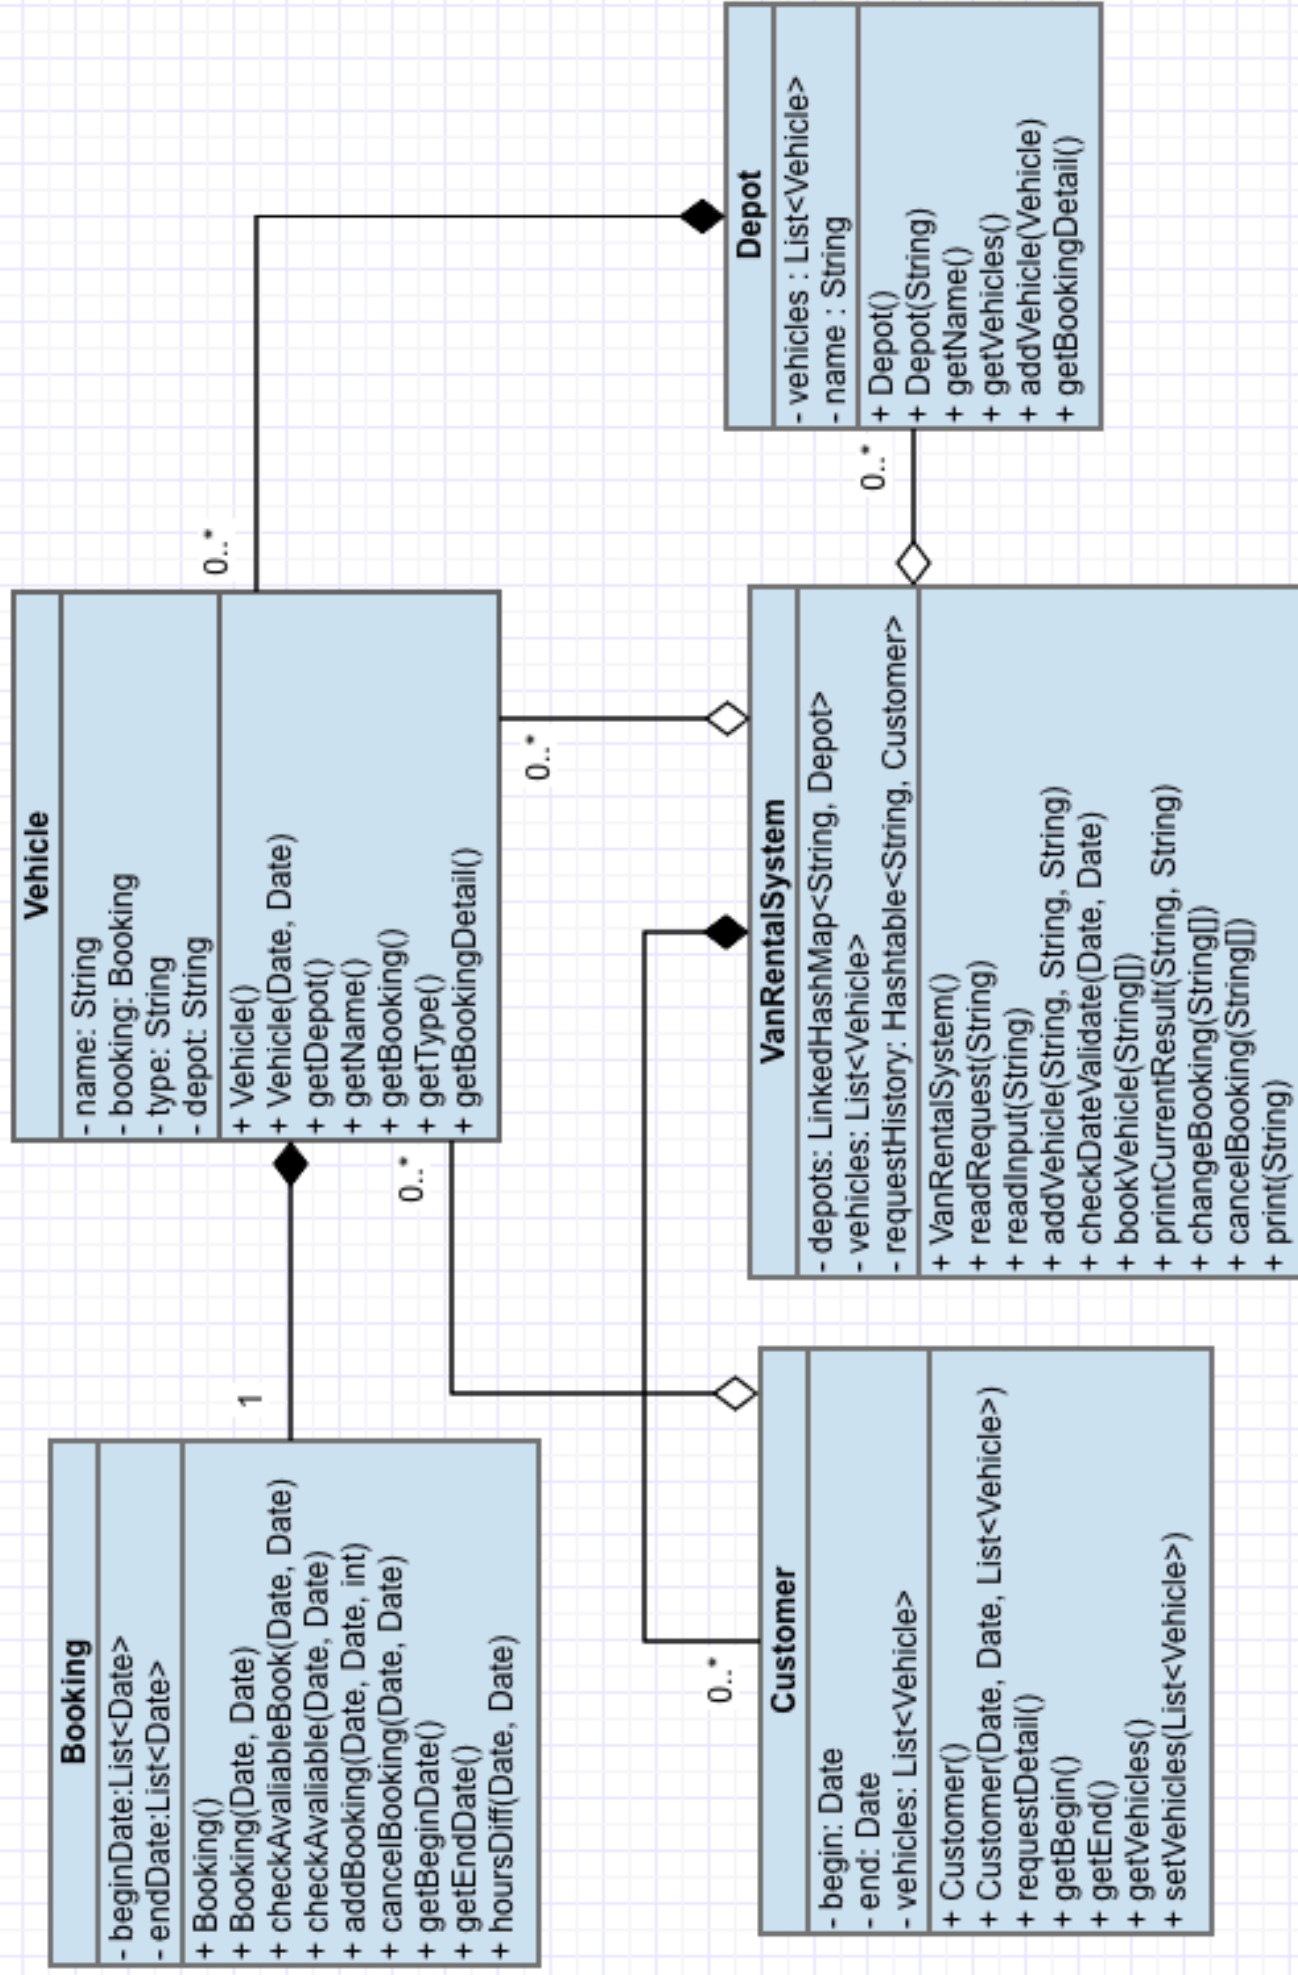 Booking
- beginDate:List<Date>
- endDate:List<Date>
+ Booking()
+ Booking(Date, Date)
+ checkAvaliableBook(Date, Date)
+ checkAvaliable(Date, Date)
+ addBooking(Date, Date, int)
+ cancelBooking(Date, Date)
+ getBeginDate()
+ getEndDate()
+ hoursDiff(Date, Date)
1
Vehicle
- name: String
- booking: Booking
- type: String
- depot: String
+ Vehicle()
+ Vehicle(Date, Date)
+ getDepot()
+ getName()
+ getBooking()
+ getType()
+ getBookingDetail()
0..*
0..*
0..*
Customer
- begin: Date
- end: Date
- vehicles: List<Vehicle>
+ Customer()
+ Customer(Date, Date, List<Vehicle>)
+ requestDetail()
+ getBegin()
+ getEnd()
+ getVehicles()
+ setVehicles(List<Vehicle>)
0..*
VanRentalSystem
- depots: LinkedHashMap<String, Depot>
- vehicles: List<Vehicle>
- requestHistory: Hashtable<String, Customer>
+ VanRentalSystem()
+ readRequest(String)
+ readInput(String)
+ addVehicle(String, String, String)
+ checkDateValidate(Date, Date)
+ bookVehicle(String[])
+ printCurrentResult(String, String)
+ changeBooking(String[])
+ cancelBooking(String[])
+ print(String)
0..*
Depot
- vehicles : List<Vehicle>
- name : String
+ Depot()
+ Depot(String)
+ getName()
+ getVehicles()
+ addVehicle(Vehicle)
+ getBookingDetail()